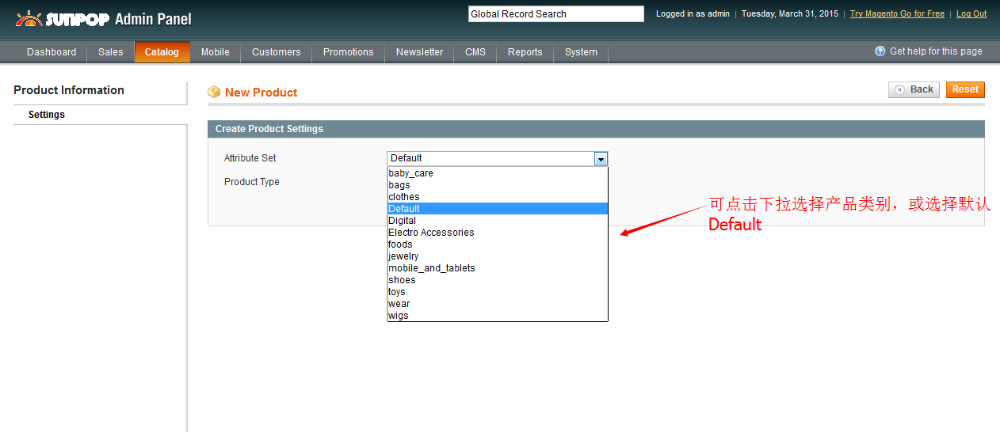 SUNPOP Admin Panel
Global Record Search
Logged in as admin | Tuesday, March 31, 2015 | Try Magento Go for Free | Log Out
Dashboard Sales Catalog Mobile Customers Promotions Newsletter CMS Reports System
Get help for this page
Product Information
Settings
New Product
Back Reset
Create Product Settings
Attribute Set Default
Product Type
baby_care
bags
clothes
Default
Digital
Electro Accessories
foods
jewelry
mobile_and_tablets
shoes
toys
wear
wigs
可点击下拉选择产品类别，或选择默认
Default